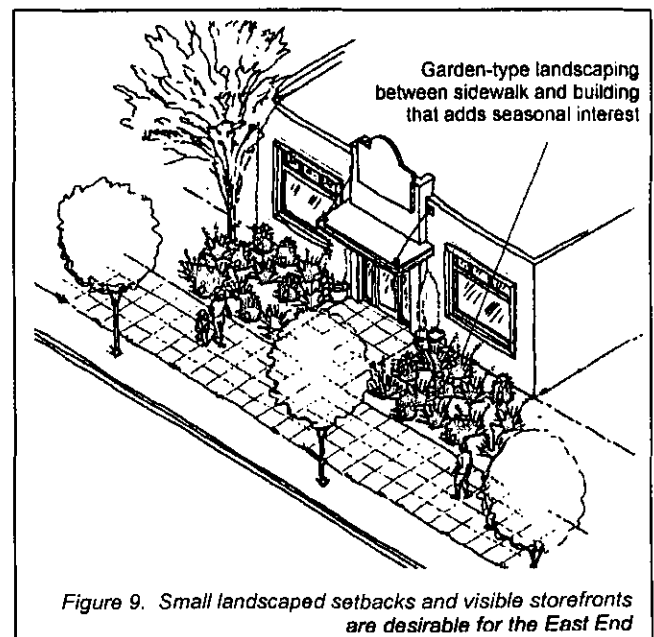 Garden-type landscaping
between sidewalk and building
that adds seasonal interest
Figure 9. Small landscaped setbacks and visible storefronts
are desirable for the East End